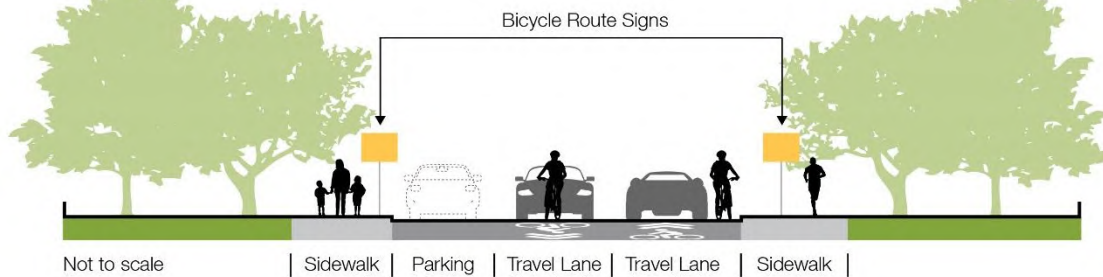 Bicycle Route Signs
Not to scale | Sidewalk | Parking | Travel Lane | Travel Lane | Sidewalk |